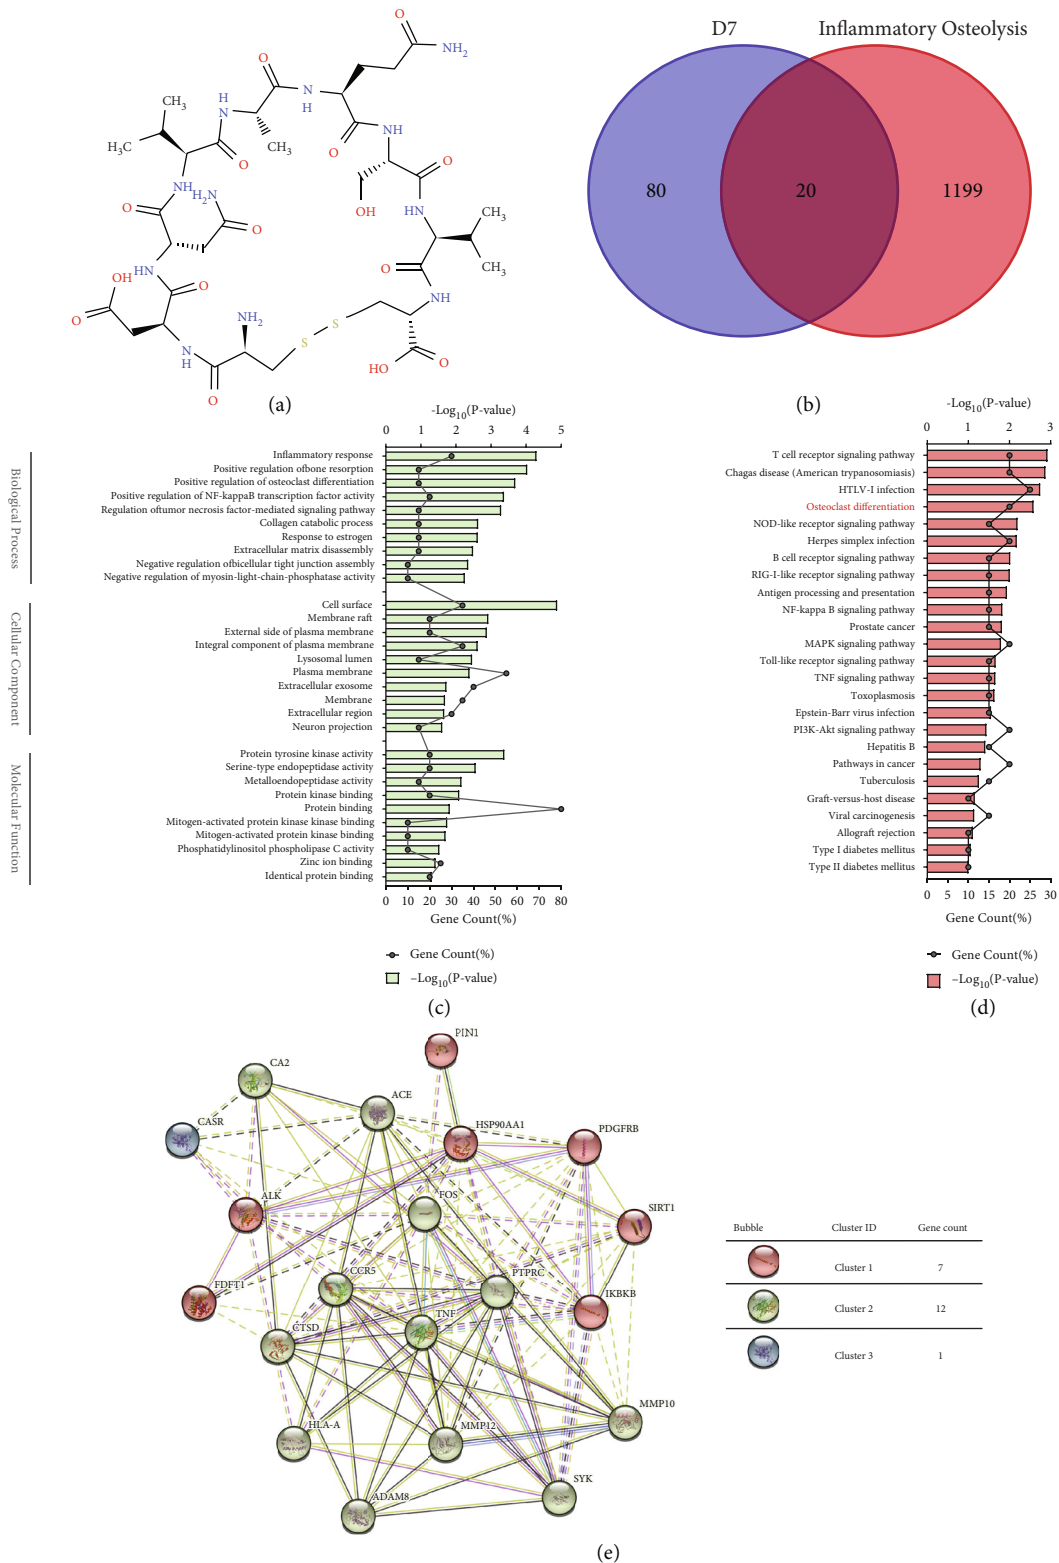 O
NH2
O
H
N
N
H
CH3
H3C
CH3
O
O
NH
O
NH
H2N
OH
HN
CH3
O
O
O
CH3
HN
OH
O
O
NH
O
NH2
S
S
N
H
O
HO
O
(a)
D7
Inflammatory Osteolysis
80
20
1199
(b)
-Log10(P-value)
0 1 2 3 4 5
Biological Process
Inflammatory response
Positive regulation ofbone resorption
Positive regulation of osteoclast differentiation
Positive regulation of NF-kappaB transcription factor activity
Regulation oftumor necrosis factor-mediated signaling pathway
Collagen catabolic process
Response to estrogen
Extracellular matrix disassembly
Negative regulation ofbicellular tight junction assembly
Negative regulation of myosin-light-chain-phosphatase activity
Cellular Component
Cell surface
Membrane raft
External side of plasma membrane
Integral component of plasma membrane
Lysosomal lumen
Plasma membrane
Extracellular exosome
Membrane
Extracellular region
Neuron projection
Molecular Function
Protein tyrosine kinase activity
Serine-type endopeptidase activity
Metalloendopeptidase activity
Protein kinase binding
Protein binding
Mitogen-activated protein kinase kinase binding
Mitogen-activated protein kinase binding
Phosphatidylinositol phospholipase C activity
Zinc ion binding
Identical protein binding
0 10 20 30 40 50 60 70 80
Gene Count(%)
Gene Count(%)
−Log10(P-value)
(c)
-Log10(P-value)
0 1 2 3
T cell receptor signaling pathway
Chagas disease (American trypanosomiasis)
HTLV-I infection
Osteoclast differentiation
NOD-like receptor signaling pathway
Herpes simplex infection
B cell receptor signaling pathway
RIG-I-like receptor signaling pathway
Antigen processing and presentation
NF-kappa B signaling pathway
Prostate cancer
MAPK signaling pathway
Toll-like receptor signaling pathway
TNF signaling pathway
Toxoplasmosis
Epstein-Barr virus infection
PI3K-Akt signaling pathway
Hepatitis B
Pathways in cancer
Tuberculosis
Graft-versus-host disease
Viral carcinogenesis
Allograft rejection
Type I diabetes mellitus
Type II diabetes mellitus
0 5 10 15 20 25 30
Gene Count(%)
Gene Count(%)
−Log10(P-value)
(d)
PIN1
CA2
ACE
CASR
HSP90AA1
PDGFRB
ALK
FOS
SIRT1
FDFT1
CCR5
PTPRC
IKBKB
CTSD
TNF
MMP10
HLA-A
MMP12
SYK
ADAM8
Bubble Cluster ID Gene count
Cluster 1 7
Cluster 2 12
Cluster 3 1
(e)